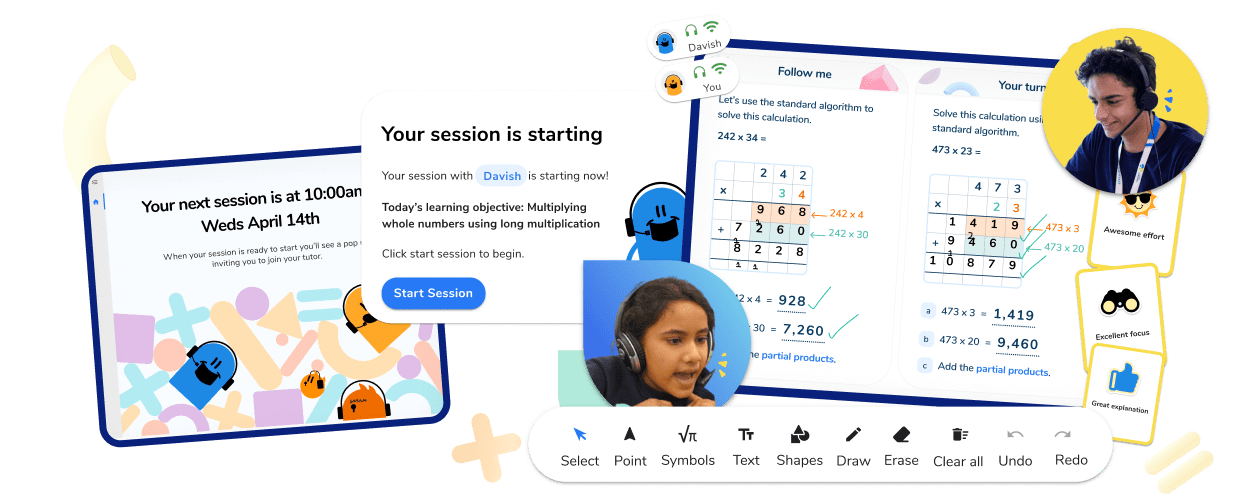 Your next session is at 10:00am
Weds April 14th
When your session is ready to start you'll see a pop
inviting you to join your tutor.
Your session is starting
Your session with Davish is starting now!
Today's learning objective: Multiplying
whole numbers using long multiplication
Click start session to begin.
Start Session
Davish
You
Follow me
Let's use the standard algorithm to
solve this calculation.
242 x 34 =
2 4 2
x 3 4
9 6 8 242 x 4
+ 7 2 6 0 242 x 30
8 2 2 8
1 1
2 x 4 = 928
x 30 = 7,260
partial products.
Your turn
Solve this calculation
standard algorithm.
473 x 23 =
4 7 3
x 2 3
1 4 1 9 473 x 3
+ 9 4 6 0 473 x 20
1 0 8 7 9
a 473 x 3 = 1,419
b 473 x 20 = 9,460
c Add the partial products.
Awesome effort
Excellent focus
Great explanation
Select Point Symbols Text Shapes Draw Erase Clear all Undo Redo